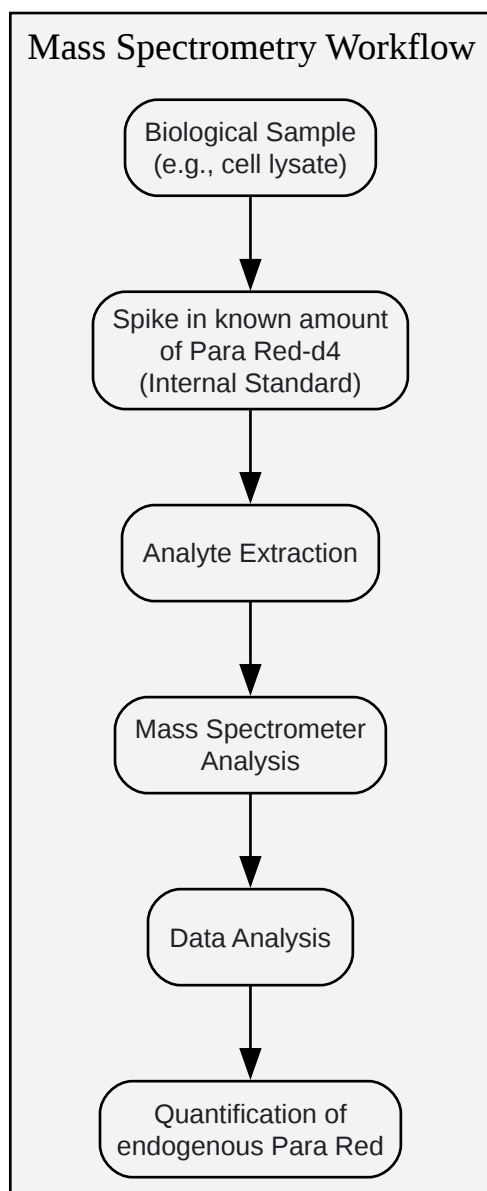 Mass Spectrometry Workflow
Biological Sample
(e.g., cell lysate)
Spike in known amount
of Para Red-d4
(Internal Standard)
Analyte Extraction
Mass Spectrometer
Analysis
Data Analysis
Quantification of
endogenous Para Red